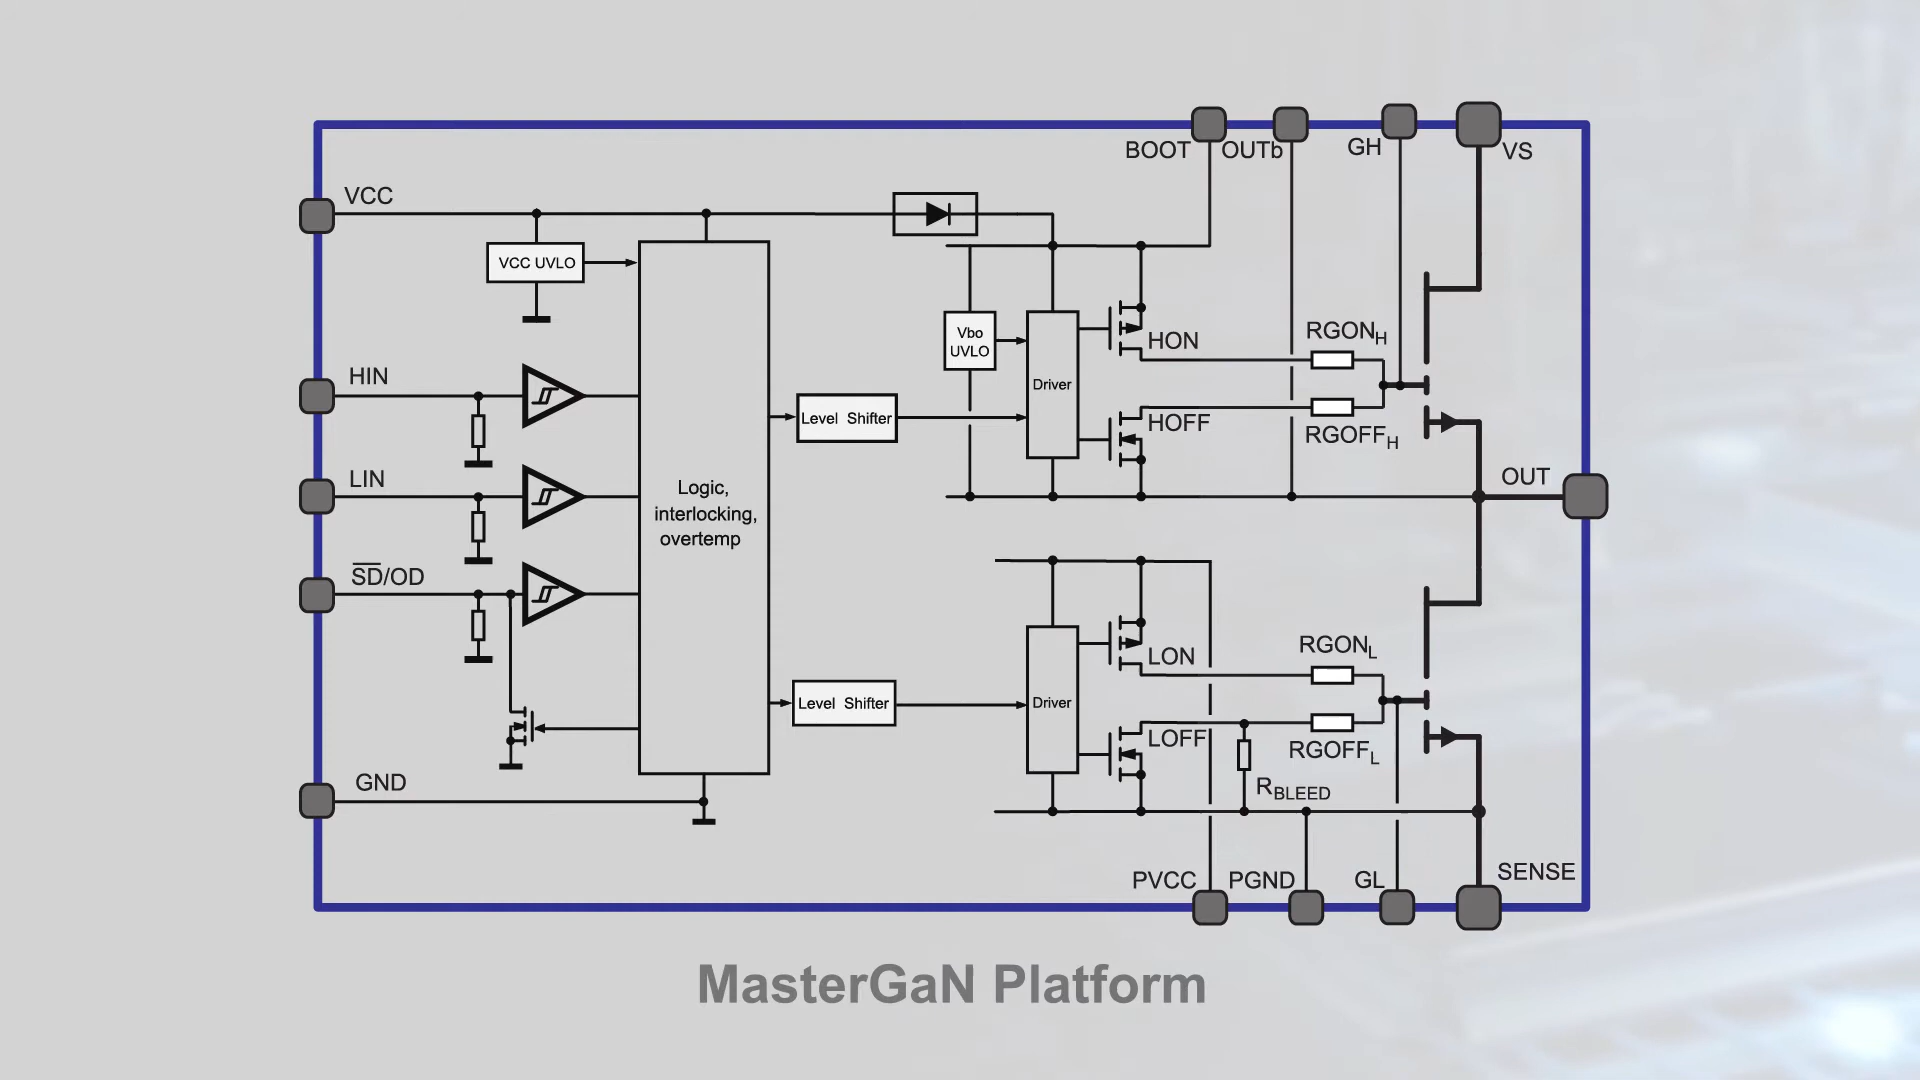 BOOT
OUTb
GH
VS
VCC
VCC UVLO
HIN
Vbo
UVLO
Driver
HON
RGONH
Level Shifter
HOFF
RGOFFH
LIN
OUT
Logic,
interlocking,
overtemp
SD/OD
LON
RGONL
Level Shifter
Driver
LOFF
RGOFFL
GND
RBLEED
PVCC
PGND
GL
SENSE
MasterGaN Platform